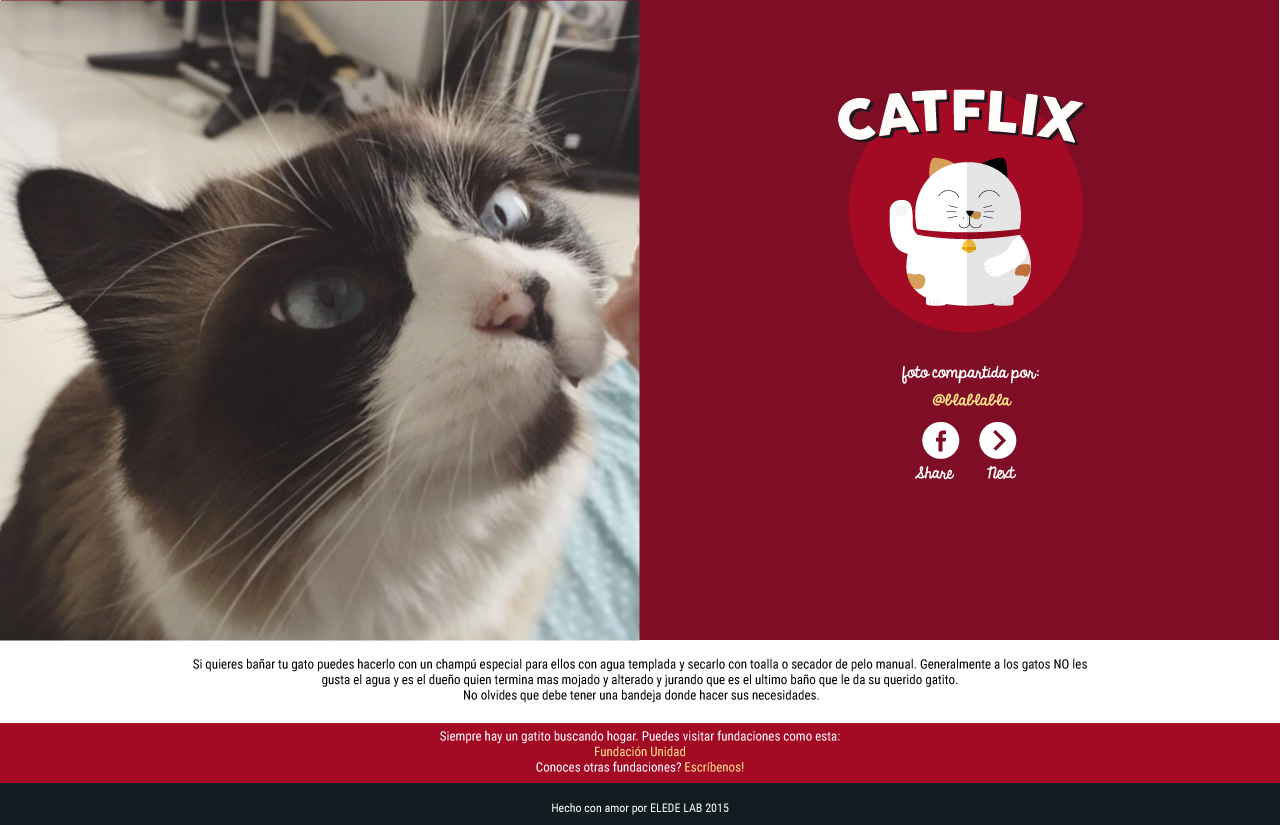 CATFLIX
foto compartida por:
@blablabla
Share
Next
Si quieres bañar tu gato puedes hacerlo con un champú especial para ellos con agua templada y secarlo con toalla o secador de pelo manual. Generalmente a los gatos NO les
gusta el agua y es el dueño quien termina mas mojado y alterado y jurando que es el ultimo baño que le da su querido gatito.
No olvides que debe tener una bandeja donde hacer sus necesidades.
Siempre hay un gatito buscando hogar. Puedes visitar fundaciones como esta:
Fundación Unidad
Conoces otras fundaciones? Escríbenos!
Hecho con amor por ELEDE LAB 2015